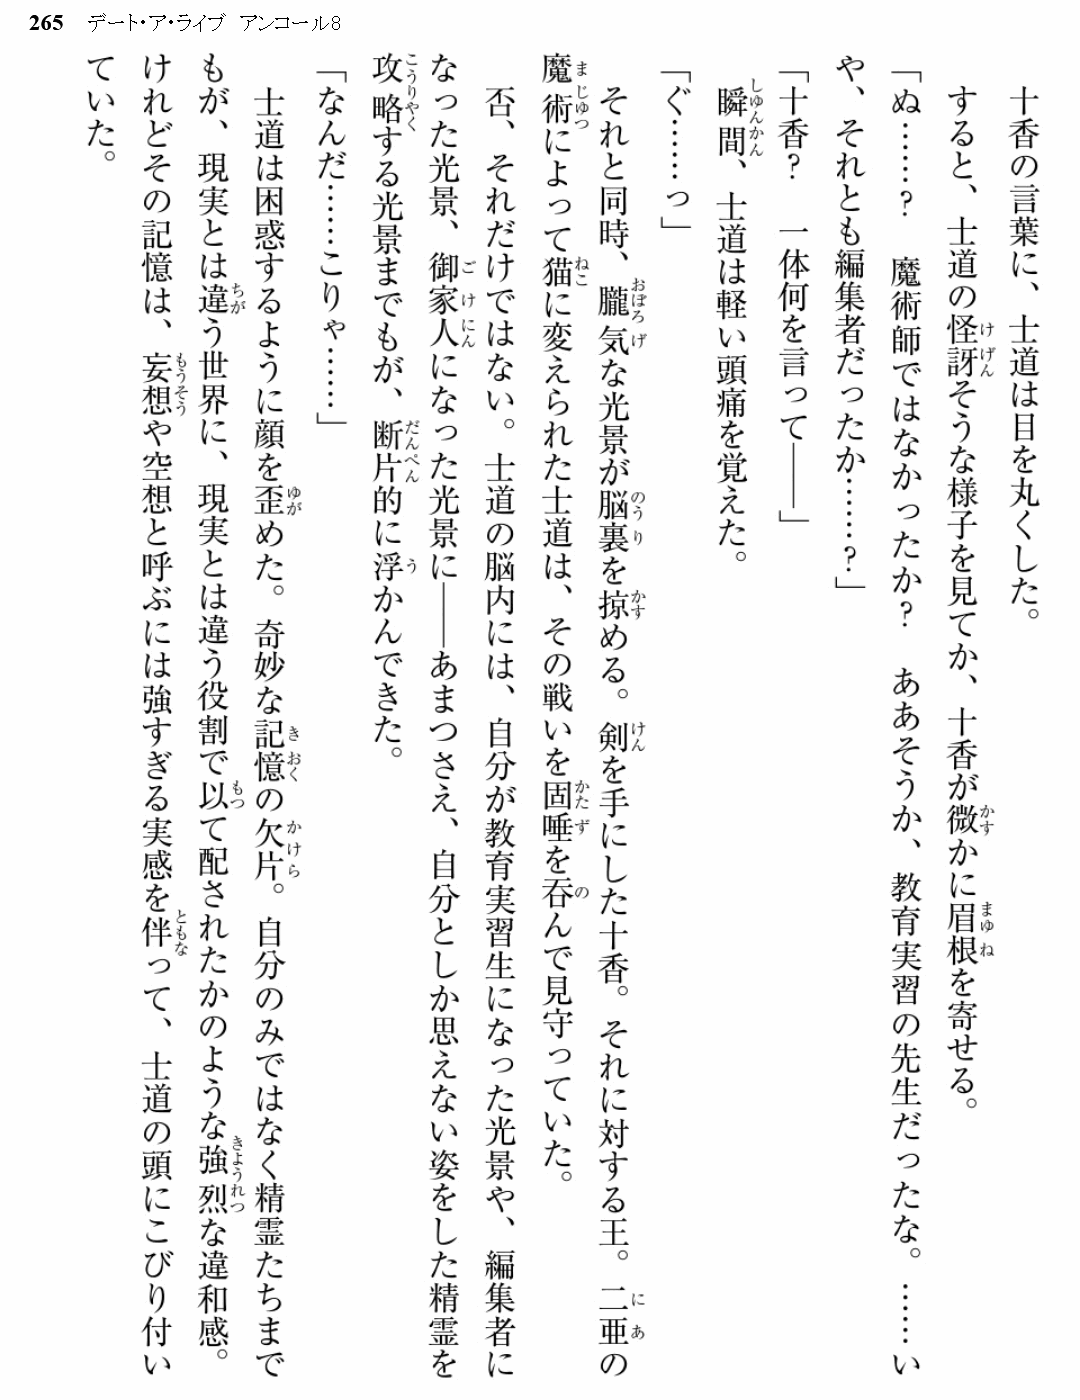 265 デート・ア・ライブ アンコール8
十香の言葉に、士道は目を丸くした。
すると、士道の怪訝そうな様子を見てか、十香が微かに眉根を寄せる。
「ぬ……? 魔術師ではなかったか? ああそうか、教育実習の先生だったな。……い
や、それとも編集者だったか……?」
「十香? 一体何を言って――」
瞬間、士道は軽い頭痛を覚えた。
「ぐ……っ」
それと同時、朧気な光景が脳裏を掠める。剣を手にした十香。それに対する王。二亜の
魔術によって猫に変えられた士道は、その戦いを固唾を呑んで見守っていた。
否、それだけではない。士道の脳内には、自分が教育実習生になった光景や、編集者に
なった光景、御家人になった光景に――あまつさえ、自分としか思えない姿をした精霊を
攻略する光景までもが、断片的に浮かんできた。
「なんだ……こりゃ……」
士道は困惑するように顔を歪めた。奇妙な記憶の欠片。自分のみではなく精霊たちまで
もが、現実とは違う世界に、現実とは違う役割で以て配されたかのような強烈な違和感。
けれどその記憶は、妄想や空想と呼ぶには強すぎる実感を伴って、士道の頭にこびり付い
ていた。